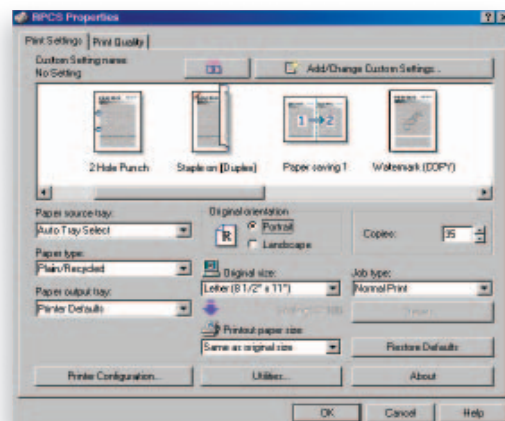 RPCS Properties
Print Settings Print Quality
Custom Setting name:
No Setting
Add/Change Custom Settings...
1 2
2 Hole Punch Staple on (Duplex) Paper saving 1 Watermark (COPY)
Paper source tray:
Auto Tray Select
Original orientation
R
Portrait
Landscape
Copies: 35
Paper type:
Plain/Recycled
Original size:
Letter (8 1/2" x 11")
Job type:
Normal Print
Paper output tray:
Printer Defaults
Printout paper size:
Same as original size
Restore Defaults
Printer Configuration... Utilities... About
OK Cancel Help